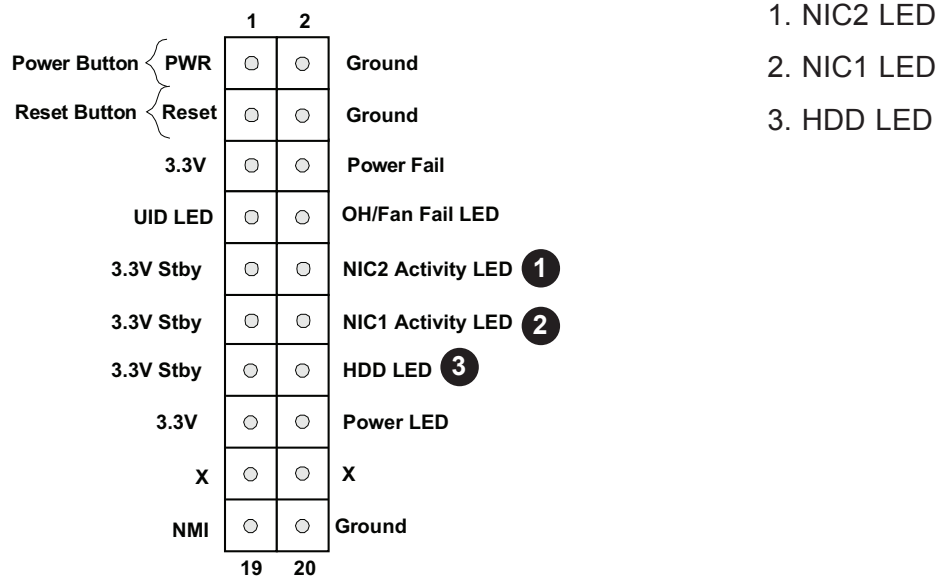 1 2
Power Button PWR Ground
Reset Button Reset Ground
3.3V Power Fail
UID LED OH/Fan Fail LED
3.3V Stby NIC2 Activity LED 1
3.3V Stby NIC1 Activity LED 2
3.3V Stby HDD LED 3
3.3V Power LED
X X
NMI Ground
19 20
1. NIC2 LED
2. NIC1 LED
3. HDD LED